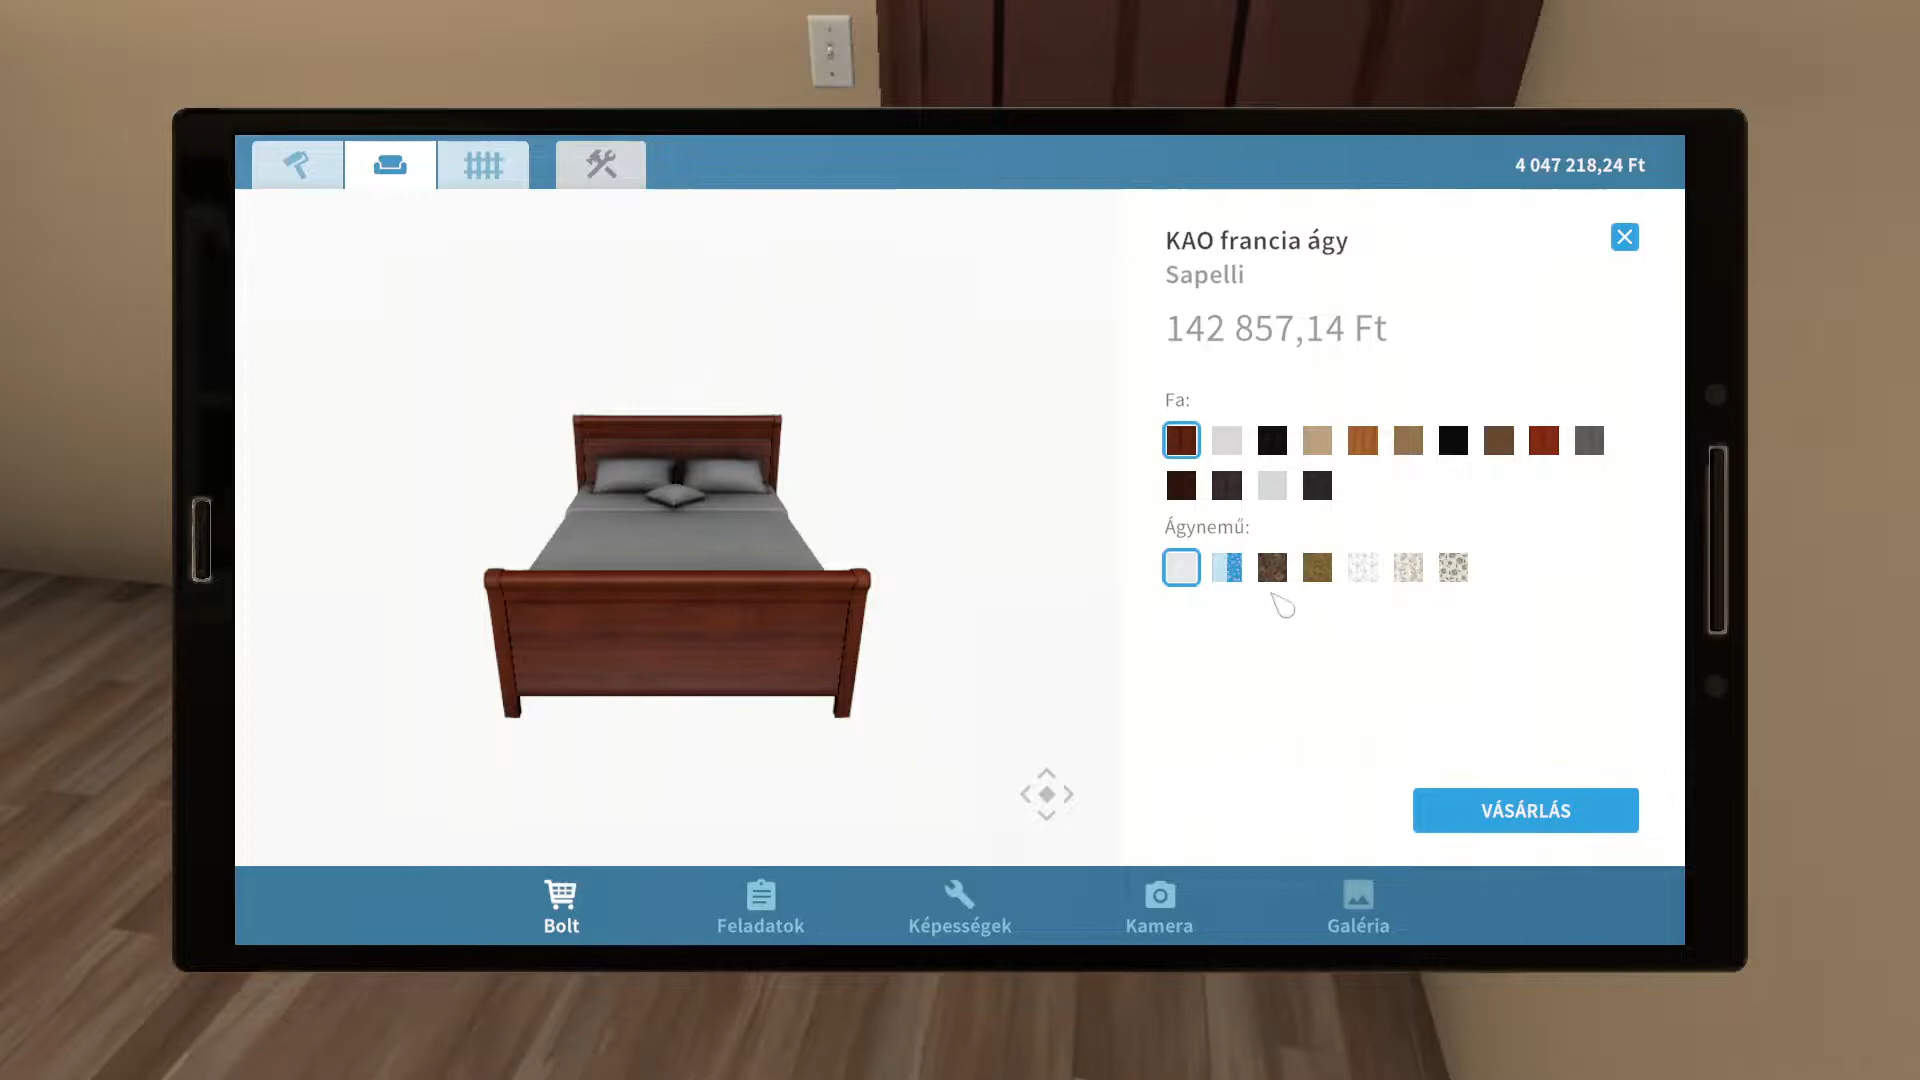 4 047 218,24 Ft
KAO francia ágy
Sapelli
142 857,14 Ft
Fa:
Ágynemű:
VÁSÁRLÁS
Bolt
Feladatok
Képességek
Kamera
Galéria